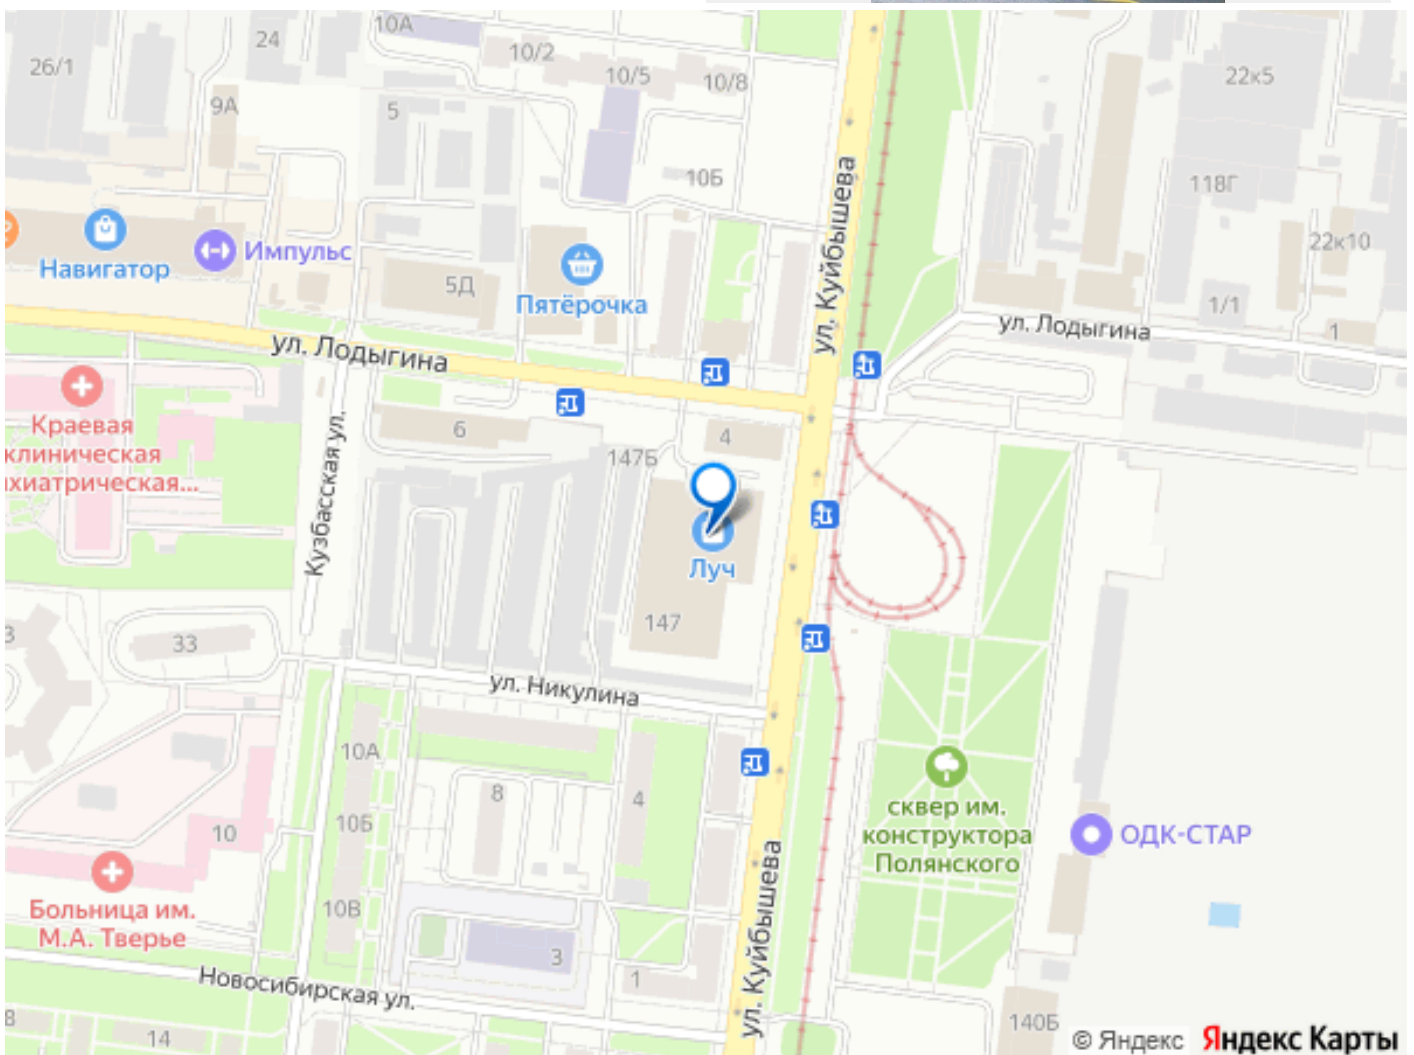 10А
24
10/2
26/1
10/5
10/8
22к5
9А
5
10Б
118Г
ул. Куйбышева
22к10
Импульс
Навигатор
5Д
Пятёрочка
1/1
ул. Лодыгина
1
ул. Лодыгина
Краевая
клиническая
хиатрическая...
6
4
147Б
Кузбасская ул.
Луч
147
3
33
ул. Никулина
10А
8
4
10Б
10
сквер им.
конструктора
Полянского
ОДК-СТАР
Больница им.
М.А. Тверье
10В
ул. Куйбышева
3
1
Новосибирская ул.
8
14
140Б
© Яндекс Яндекс Карты